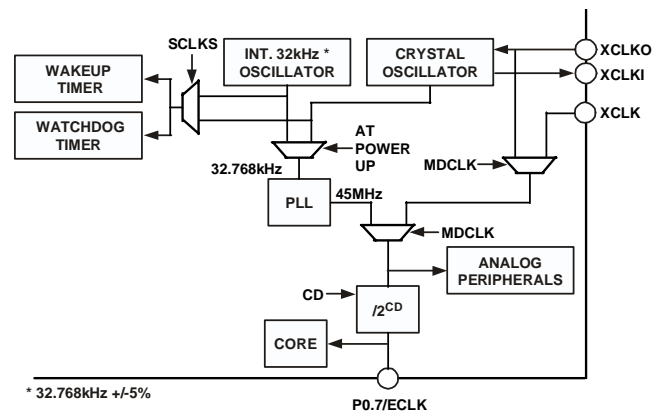 SCLKS
INT. 32kHz *
OSCILLATOR
CRYSTAL
OSCILLATOR
XCLKO
XCLKI
XCLK
WAKEUP
TIMER
WATCHDOG
TIMER
AT
POWER
UP
32.768kHz
MDCLK
PLL
45MHz
MDCLK
ANALOG
PERIPHERALS
CD
/2CD
CORE
* 32.768kHz +/-5%
P0.7/ECLK